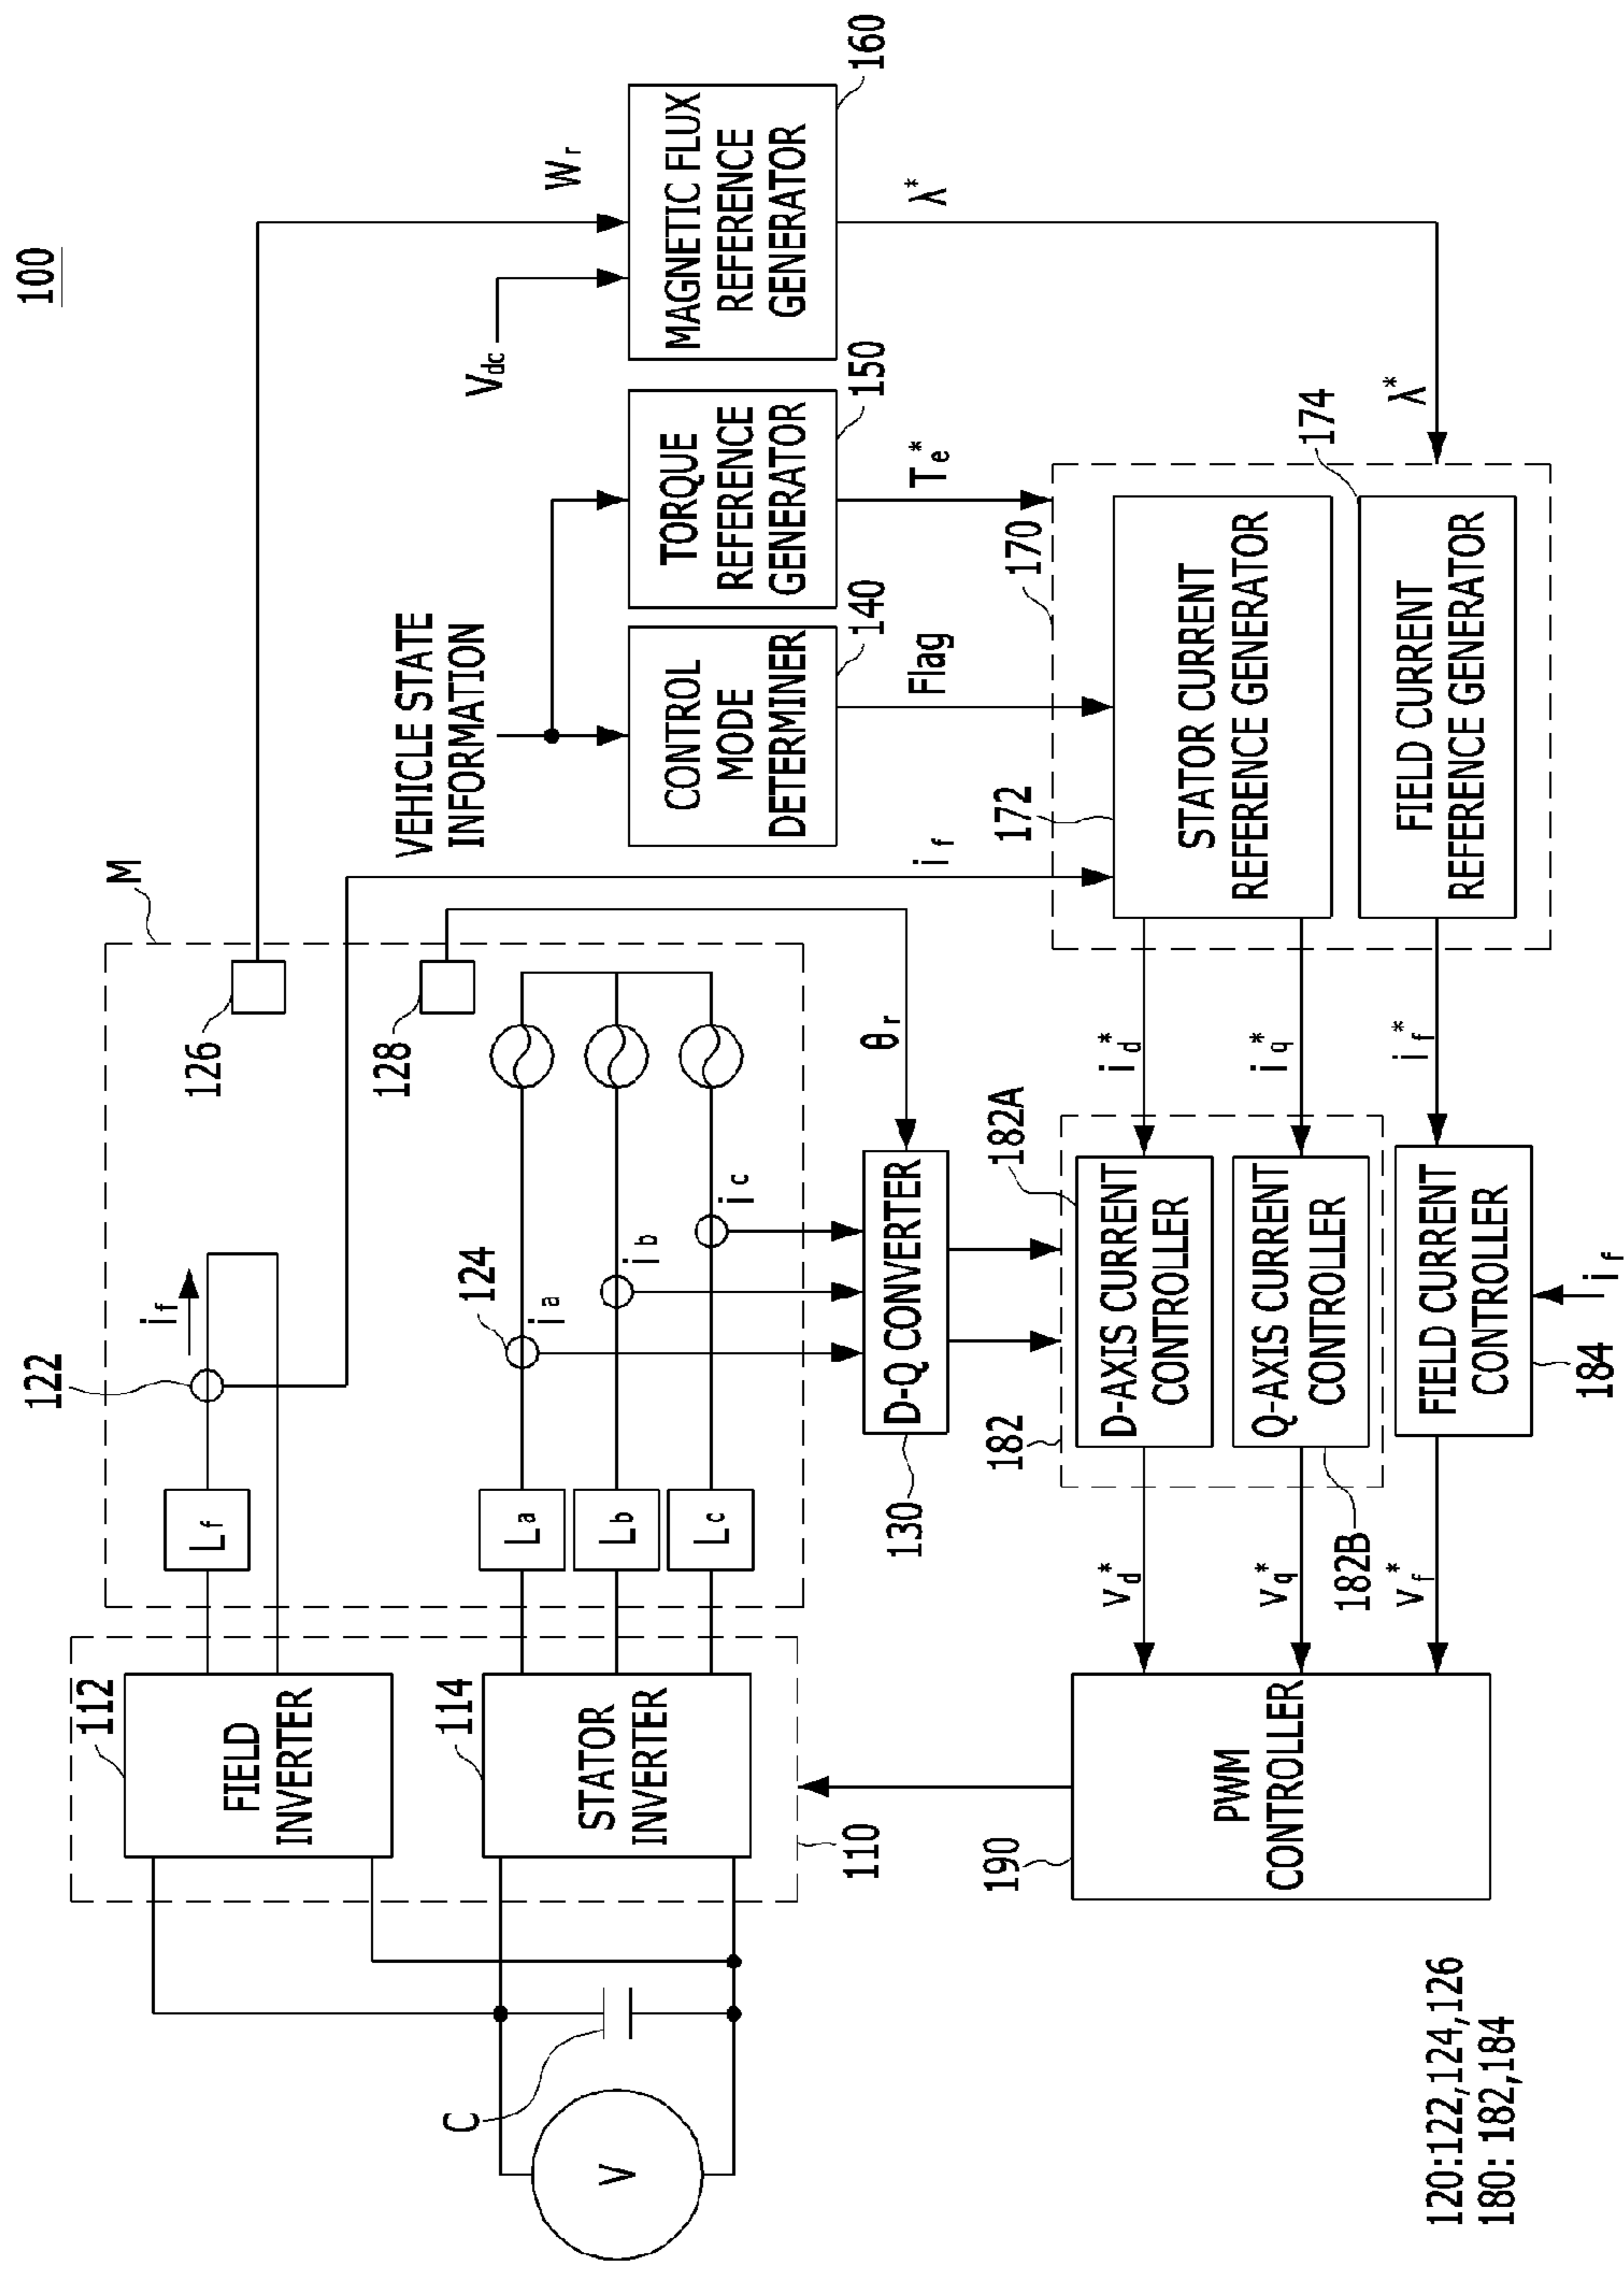 100
122
126
M
112
FIELD
INVERTER
Lf
if
128
114
STATOR
INVERTER
La
Lb
Lc
124
ia
ib
ic
C
V
110
VEHICLE STATE
INFORMATION
Vdc
Wr
CONTROL
MODE
DETERMINER
140
TORQUE
REFERENCE
GENERATOR
150
MAGNETIC FLUX
REFERENCE
GENERATOR
160
130
D-Q CONVERTER
θr
if
Flag
Te*
λ*
190
PWM
CONTROLLER
182
182A
172
170
Vd*
D-AXIS CURRENT
CONTROLLER
id*
STATOR CURRENT
REFERENCE GENERATOR
Vq*
Q-AXIS CURRENT
CONTROLLER
iq*
182B
174
λ*
Vf*
FIELD CURRENT
CONTROLLER
if*
FIELD CURRENT
REFERENCE GENERATOR
184
if
120:122,124,126
180: 182,184